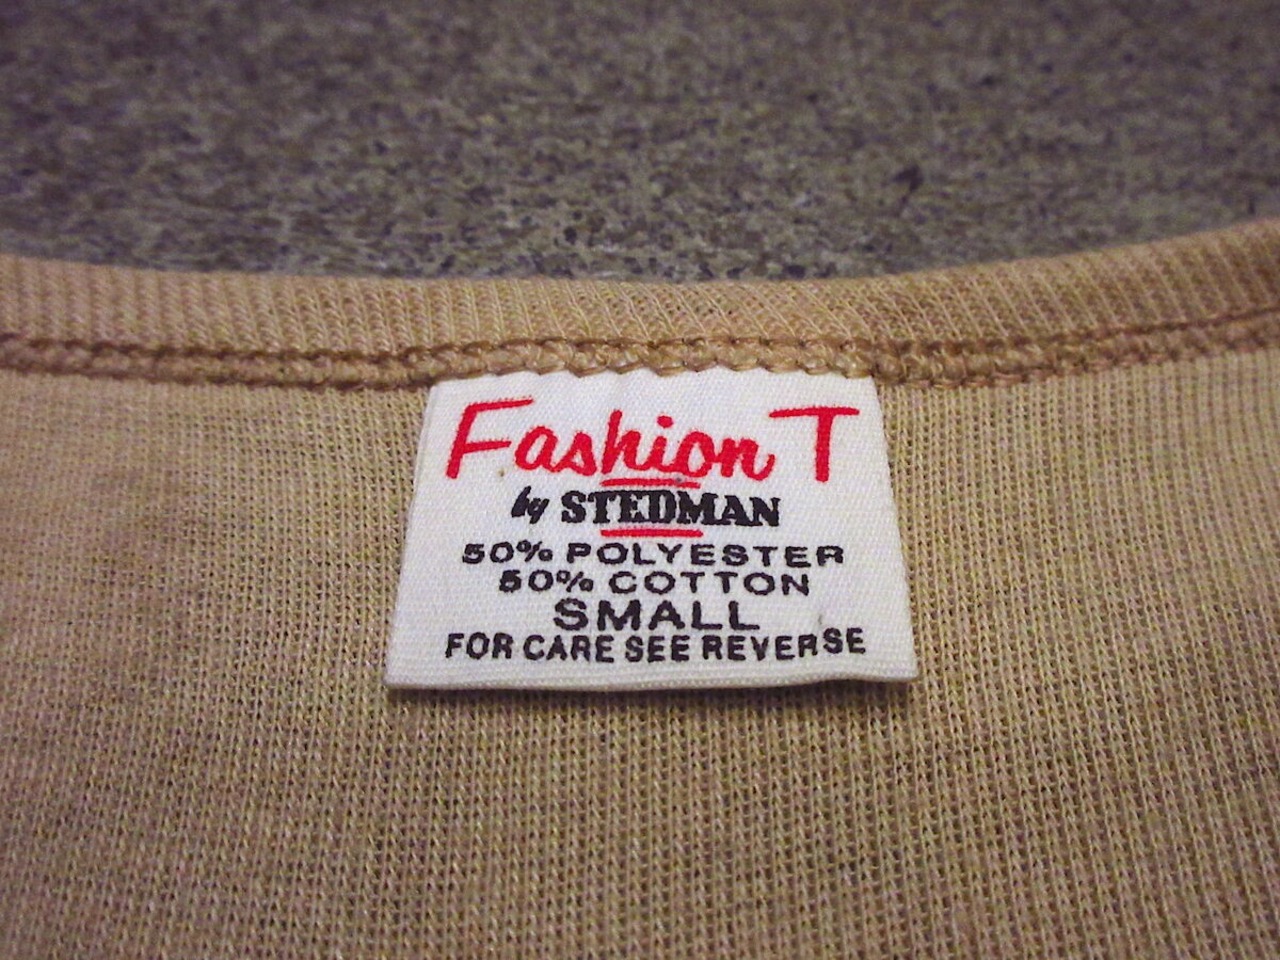 Fashion T
by STEDMAN
50% POLYESTER
50% COTTON
SMALL
FOR CARE SEE REVERSE